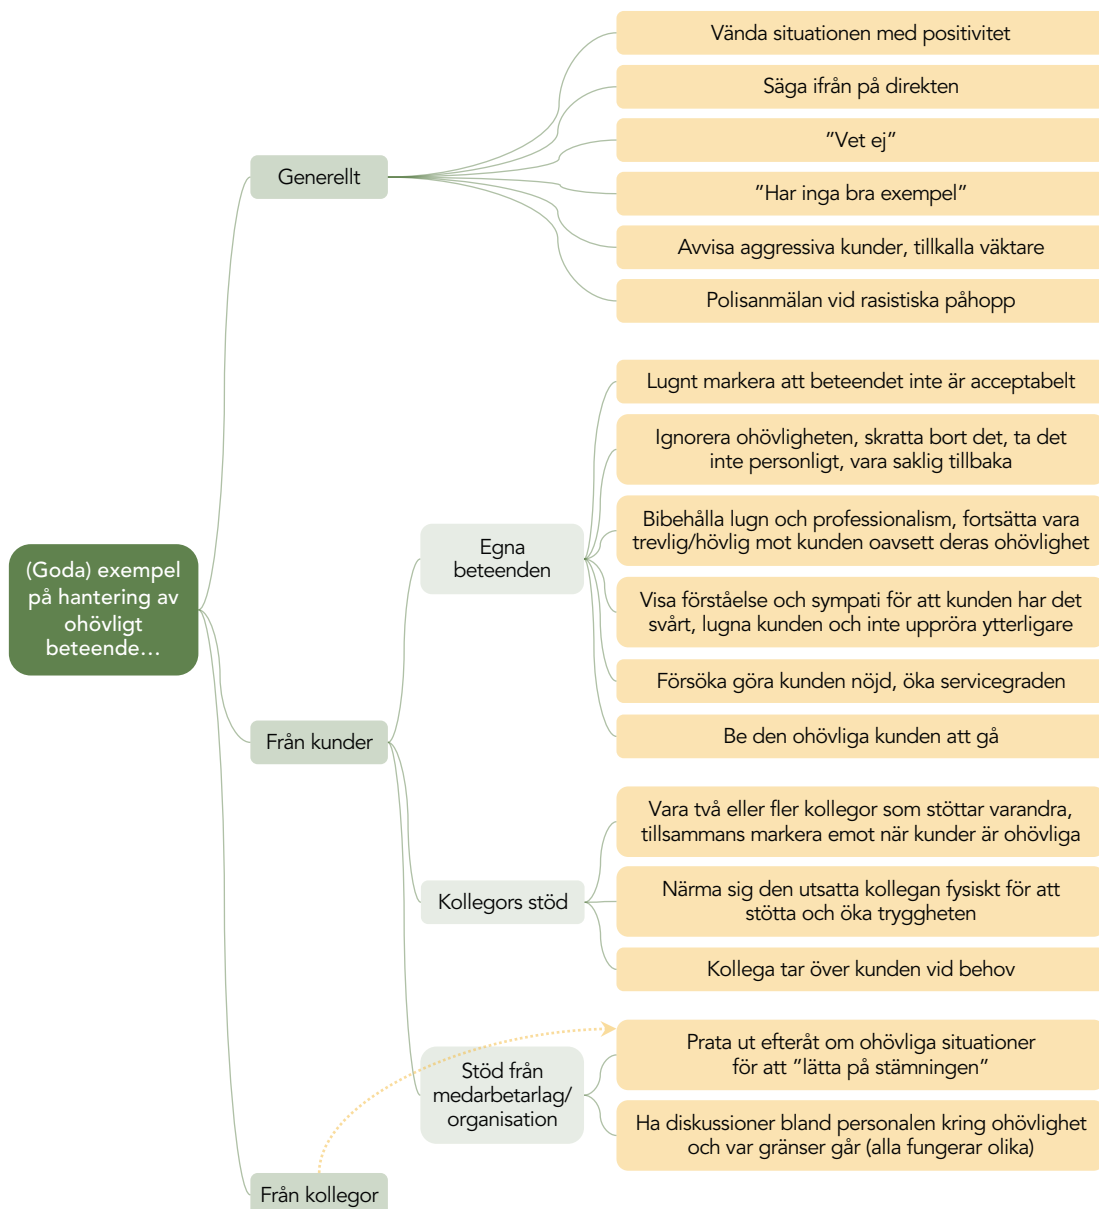 (Goda) exempel
på hantering av
ohövligt
beteende…
Generellt
Vända situationen med positivitet
Säga ifrån på direkten
”Vet ej”
”Har inga bra exempel”
Avvisa aggressiva kunder, tillkalla väktare
Polisanmälan vid rasistiska påhopp
Från kunder
Egna
beteenden
Lugnt markera att beteendet inte är acceptabelt
Ignorera ohövligheten, skratta bort det, ta det
inte personligt, vara saklig tillbaka
Bibehålla lugn och professionalism, fortsätta vara
trevlig/hövlig mot kunden oavsett deras ohövlighet
Visa förståelse och sympati för att kunden har det
svårt, lugna kunden och inte uppröra ytterligare
Försöka göra kunden nöjd, öka servicegraden
Be den ohövliga kunden att gå
Kollegors stöd
Vara två eller fler kollegor som stöttar varandra,
tillsammans markera emot när kunder är ohövliga
Närma sig den utsatta kollegan fysiskt för att
stötta och öka tryggheten
Kollega tar över kunden vid behov
Stöd från
medarbetarlag/
organisation
Prata ut efteråt om ohövliga situationer
för att ”lätta på stämningen”
Ha diskussioner bland personalen kring ohövlighet
och var gränser går (alla fungerar olika)
Från kollegor